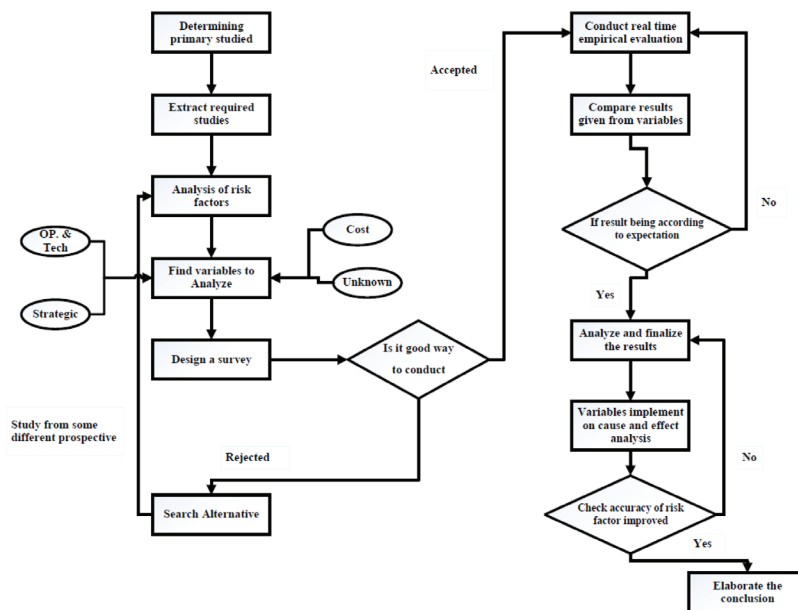 Determining
primary studied
Extract required
studies
Analysis of risk
factors
OP. &
Tech
Strategic
Cost
Unknown
Find variables to
Analyze
Design a survey
Is it good way
to conduct
Study from some
different prospective
Rejected
Search Alternative
Accepted
Conduct real time
empirical evaluation
Compare results
given from variables
If result being according
to expectation
No
Yes
Analyze and finalize
the results
Variables implement
on cause and effect
analysis
No
Check accuracy of risk
factor improved
Yes
Elaborate the
conclusion